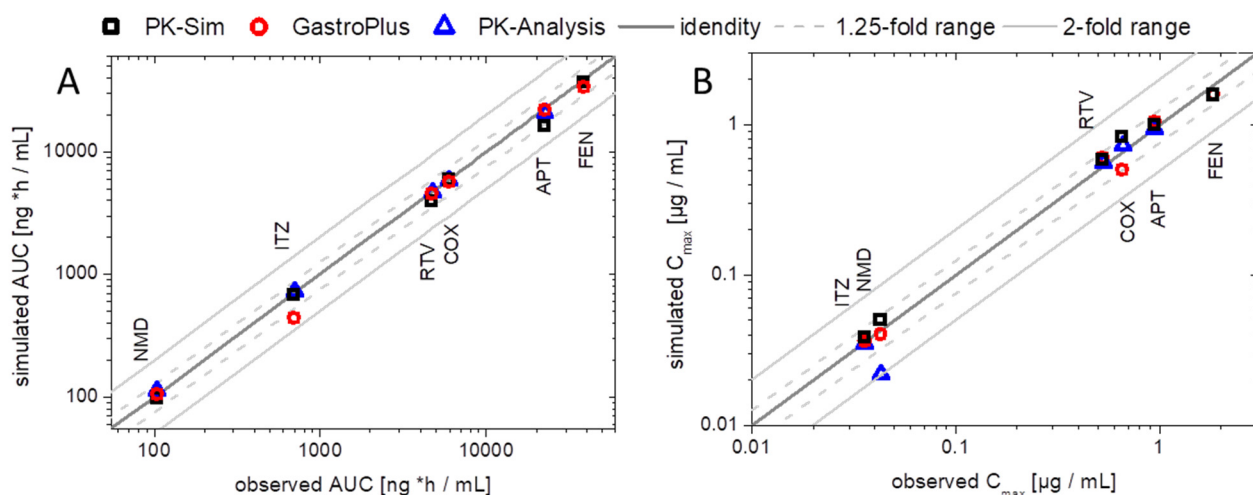 PK-Sim GastroPlus PK-Analysis idendity 1.25-fold range 2-fold range
A
simulated AUC [ng *h / mL]
10000
1000
100
NMD
ITZ
RTV
COX
APT
FEN
100 1000 10000
observed AUC [ng *h / mL]
B
simulated Cmax [µg / mL]
1
0.1
0.01
ITZ
NMD
RTV
COX
APT
FEN
0.01 0.1 1
observed Cmax [µg / mL]